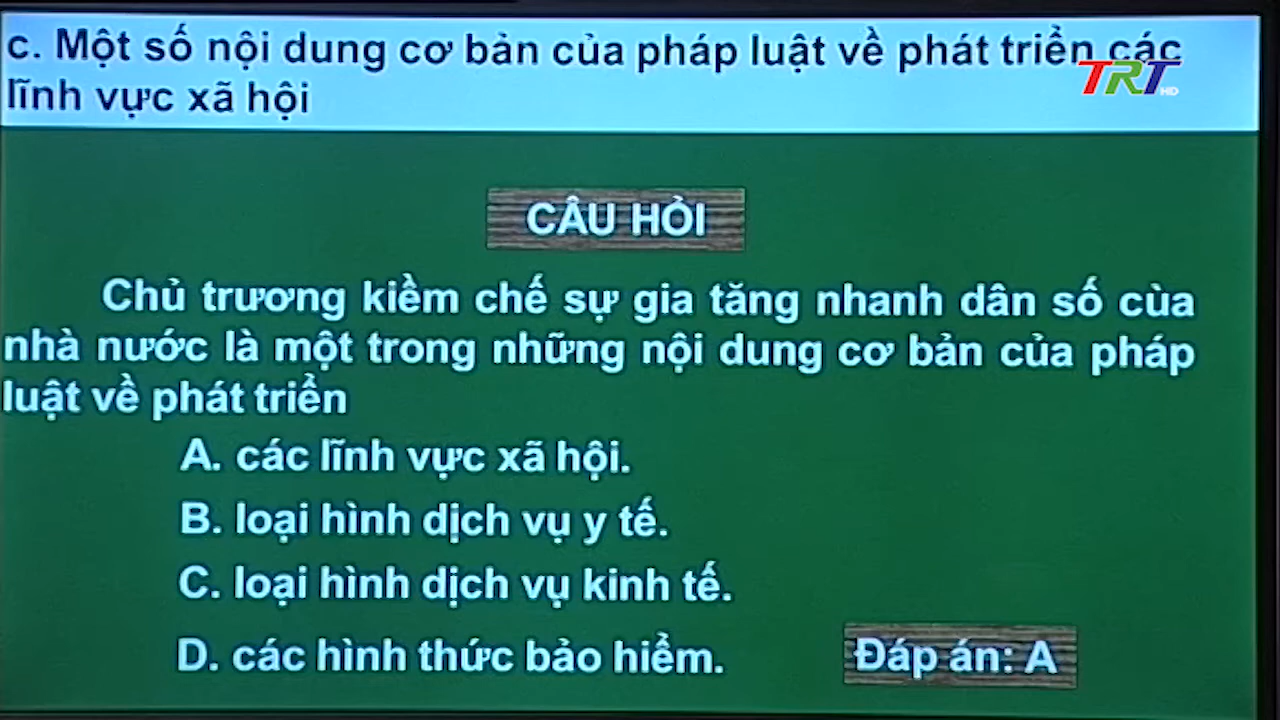 c. Một số nội dung cơ bản của pháp luật về phát triển các
lĩnh vực xã hội
TRT HD
CÂU HỎI
Chủ trương kiềm chế sự gia tăng nhanh dân số cùa
nhà nước là một trong những nội dung cơ bản của pháp
luật về phát triển
A. các lĩnh vực xã hội.
B. loại hình dịch vụ y tế.
C. loại hình dịch vụ kinh tế.
D. các hình thức bảo hiểm.
Đáp án: A